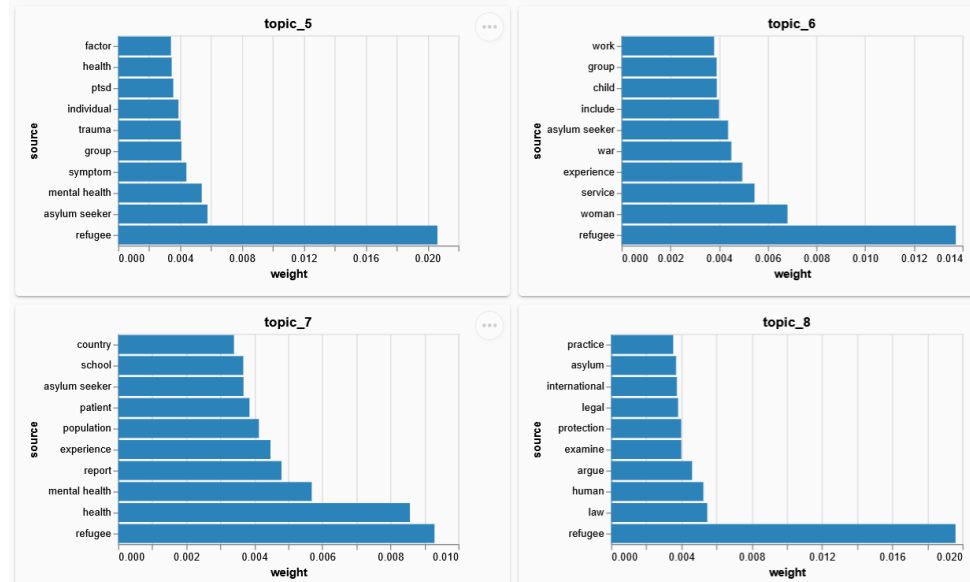 topic_5
factor
health
ptsd
individual
trauma
group
symptom
mental health
asylum seeker
refugee
source
0.000 0.004 0.008 0.012 0.016 0.020
weight
topic_6
work
group
child
include
asylum seeker
war
experience
service
woman
refugee
source
0.000 0.002 0.004 0.006 0.008 0.010 0.012 0.014
weight
topic_7
country
school
asylum seeker
patient
population
experience
report
mental health
health
refugee
source
0.000 0.002 0.004 0.006 0.008 0.010
weight
topic_8
practice
asylum
international
legal
protection
examine
argue
human
law
refugee
source
0.000 0.004 0.008 0.012 0.016 0.020
weight